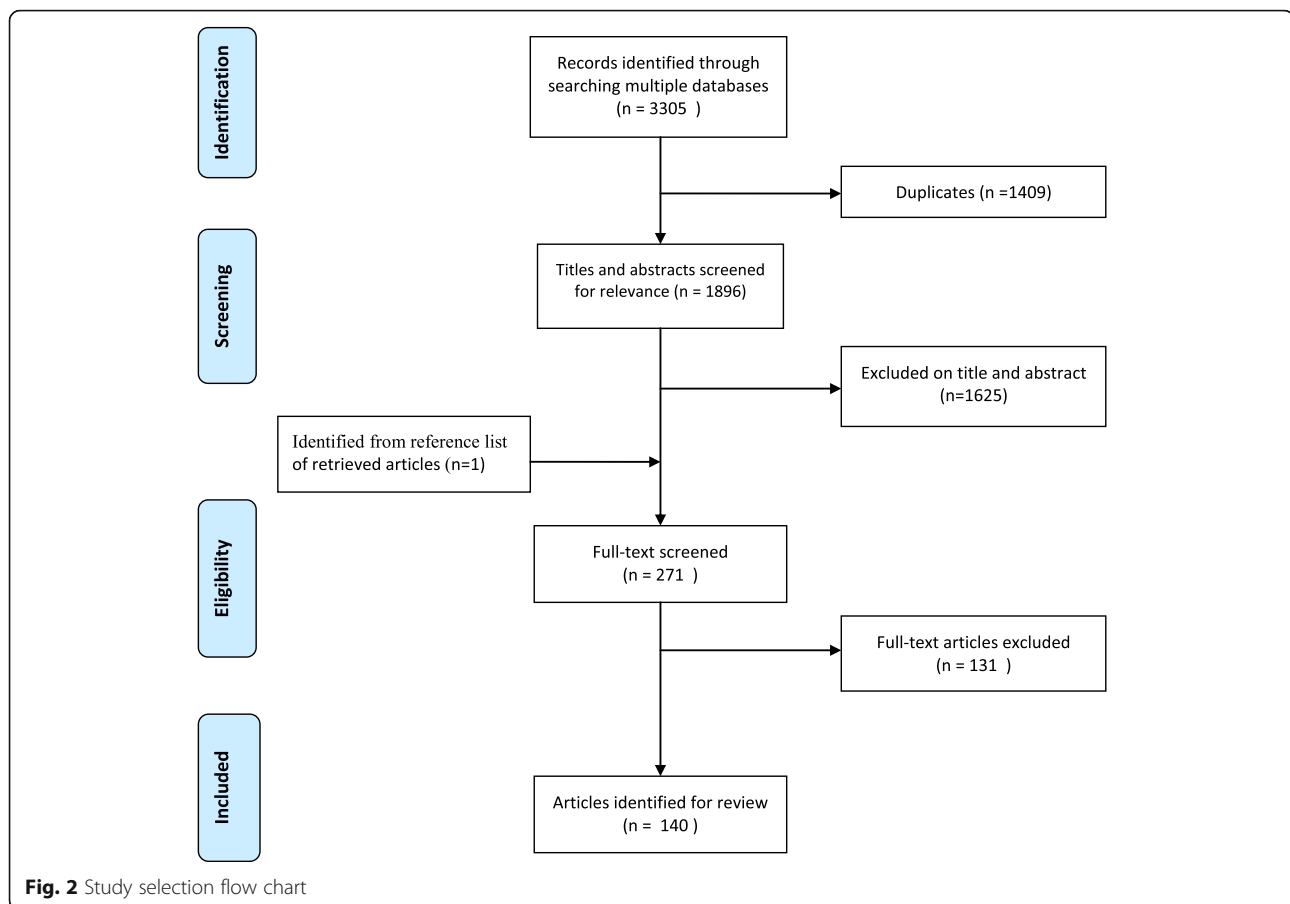 Identification
Records identified through
searching multiple databases
(n = 3305 )
Duplicates (n =1409)
Screening
Titles and abstracts screened
for relevance (n = 1896)
Excluded on title and abstract
(n=1625)
Identified from reference list
of retrieved articles (n=1)
Eligibility
Full-text screened
(n = 271 )
Full-text articles excluded
(n = 131 )
Included
Articles identified for review
(n = 140 )
Fig. 2 Study selection flow chart